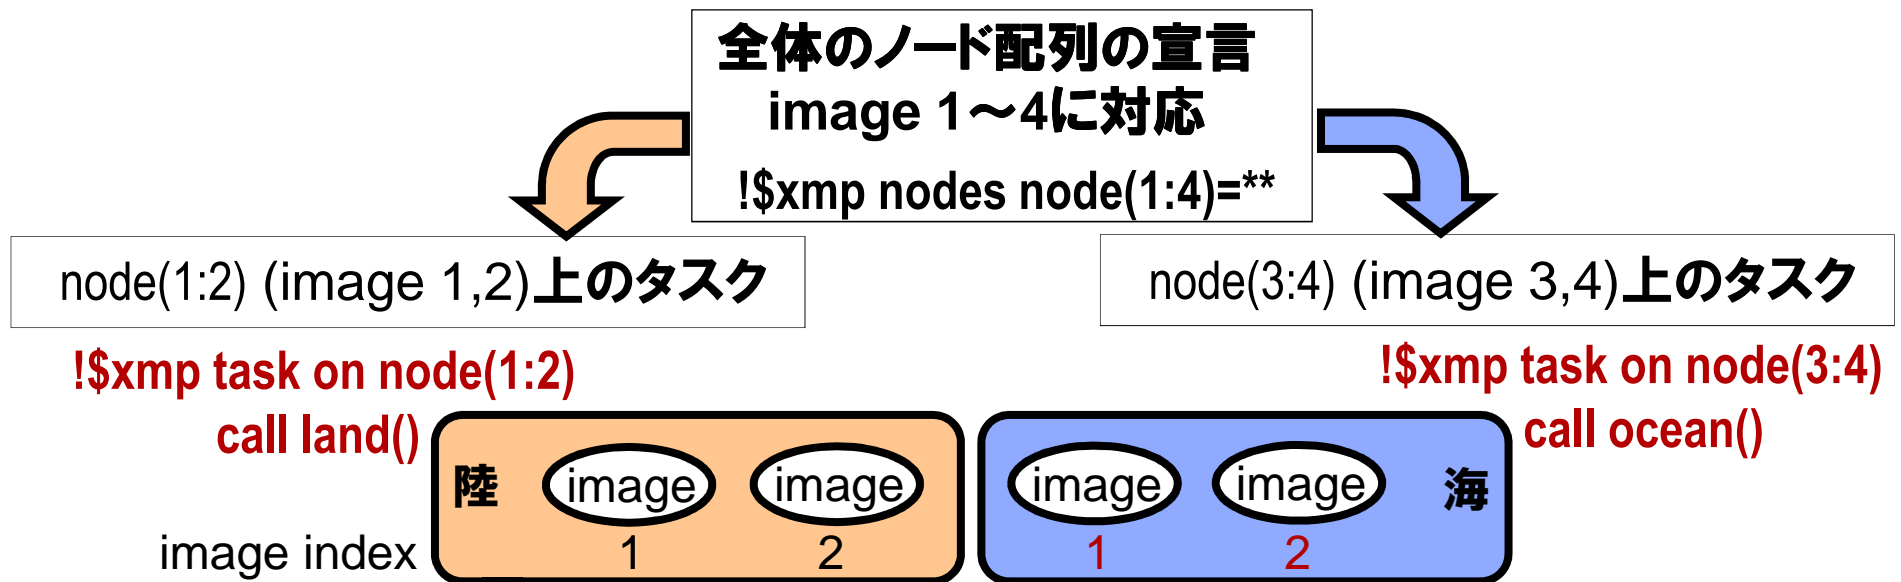 全体のノード配列の宣言
image 1～4に対応
!$xmp nodes node(1:4)=**
node(1:2) (image 1,2)上のタスク
node(3:4) (image 3,4)上のタスク
!$xmp task on node(1:2)
call land()
!$xmp task on node(3:4)
call ocean()
陸 image image
image image 海
image index 1 2 1 2